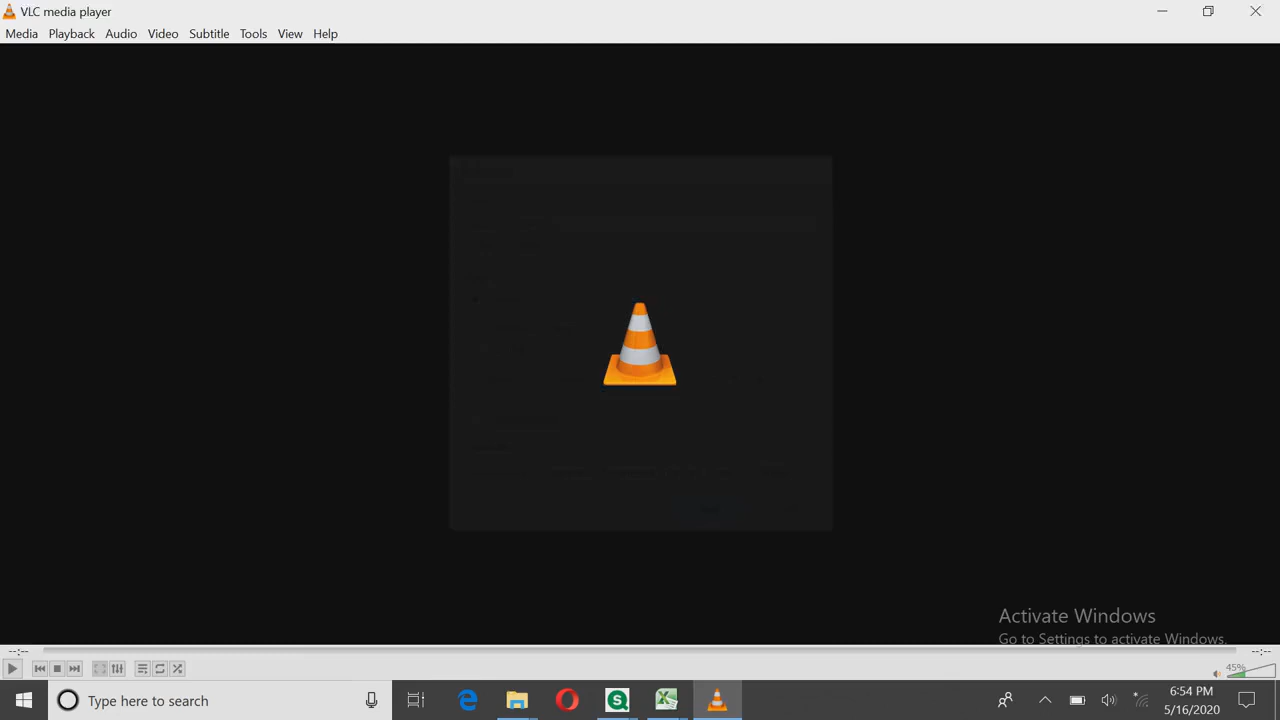 VLC media player
Media Playback Audio Video Subtitle Tools View Help
Activate Windows
Go to Settings to activate Windows.
--:-- --:--
45%
Type here to search
6:54 PM
5/16/2020